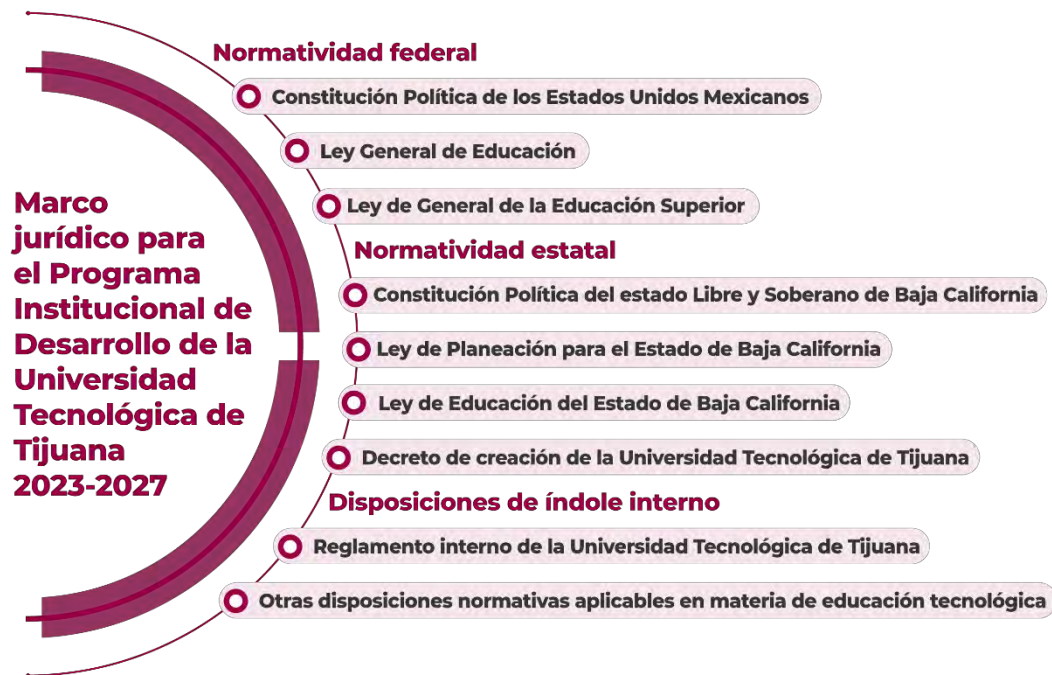 Marco
jurídico para
el Programa
Institucional de
Desarrollo de la
Universidad
Tecnológica de
Tijuana
2023-2027
Normatividad federal
Constitución Política de los Estados Unidos Mexicanos
Ley General de Educación
Ley de General de la Educación Superior
Normatividad estatal
Constitución Política del estado Libre y Soberano de Baja California
Ley de Planeación para el Estado de Baja California
Ley de Educación del Estado de Baja California
Decreto de creación de la Universidad Tecnológica de Tijuana
Disposiciones de índole interno
Reglamento interno de la Universidad Tecnológica de Tijuana
Otras disposiciones normativas aplicables en materia de educación tecnológica